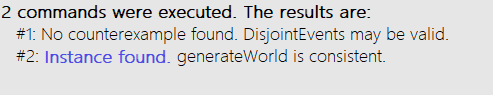 2 commands were executed. The results are:
#1: No counterexample found. DisjointEvents may be valid.
#2: Instance found. generateWorld is consistent.